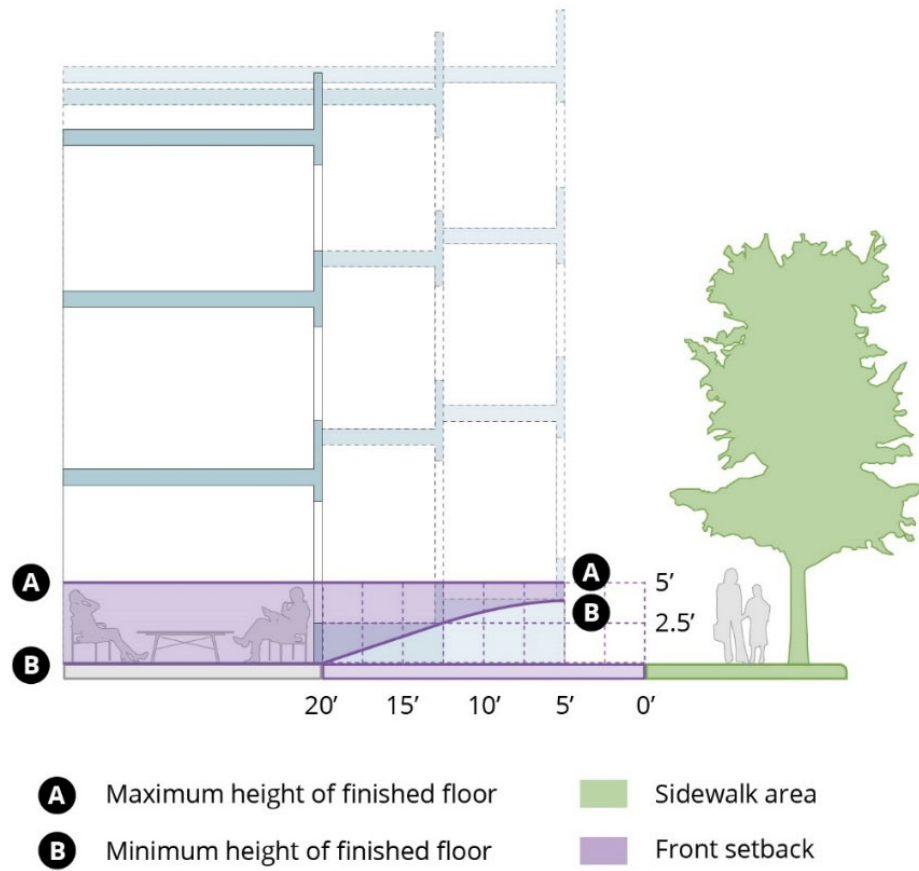 A
A
5’
B
2.5’
B
20’ 15’ 10’ 5’ 0’
A Maximum height of finished floor
Sidewalk area
B Minimum height of finished floor
Front setback